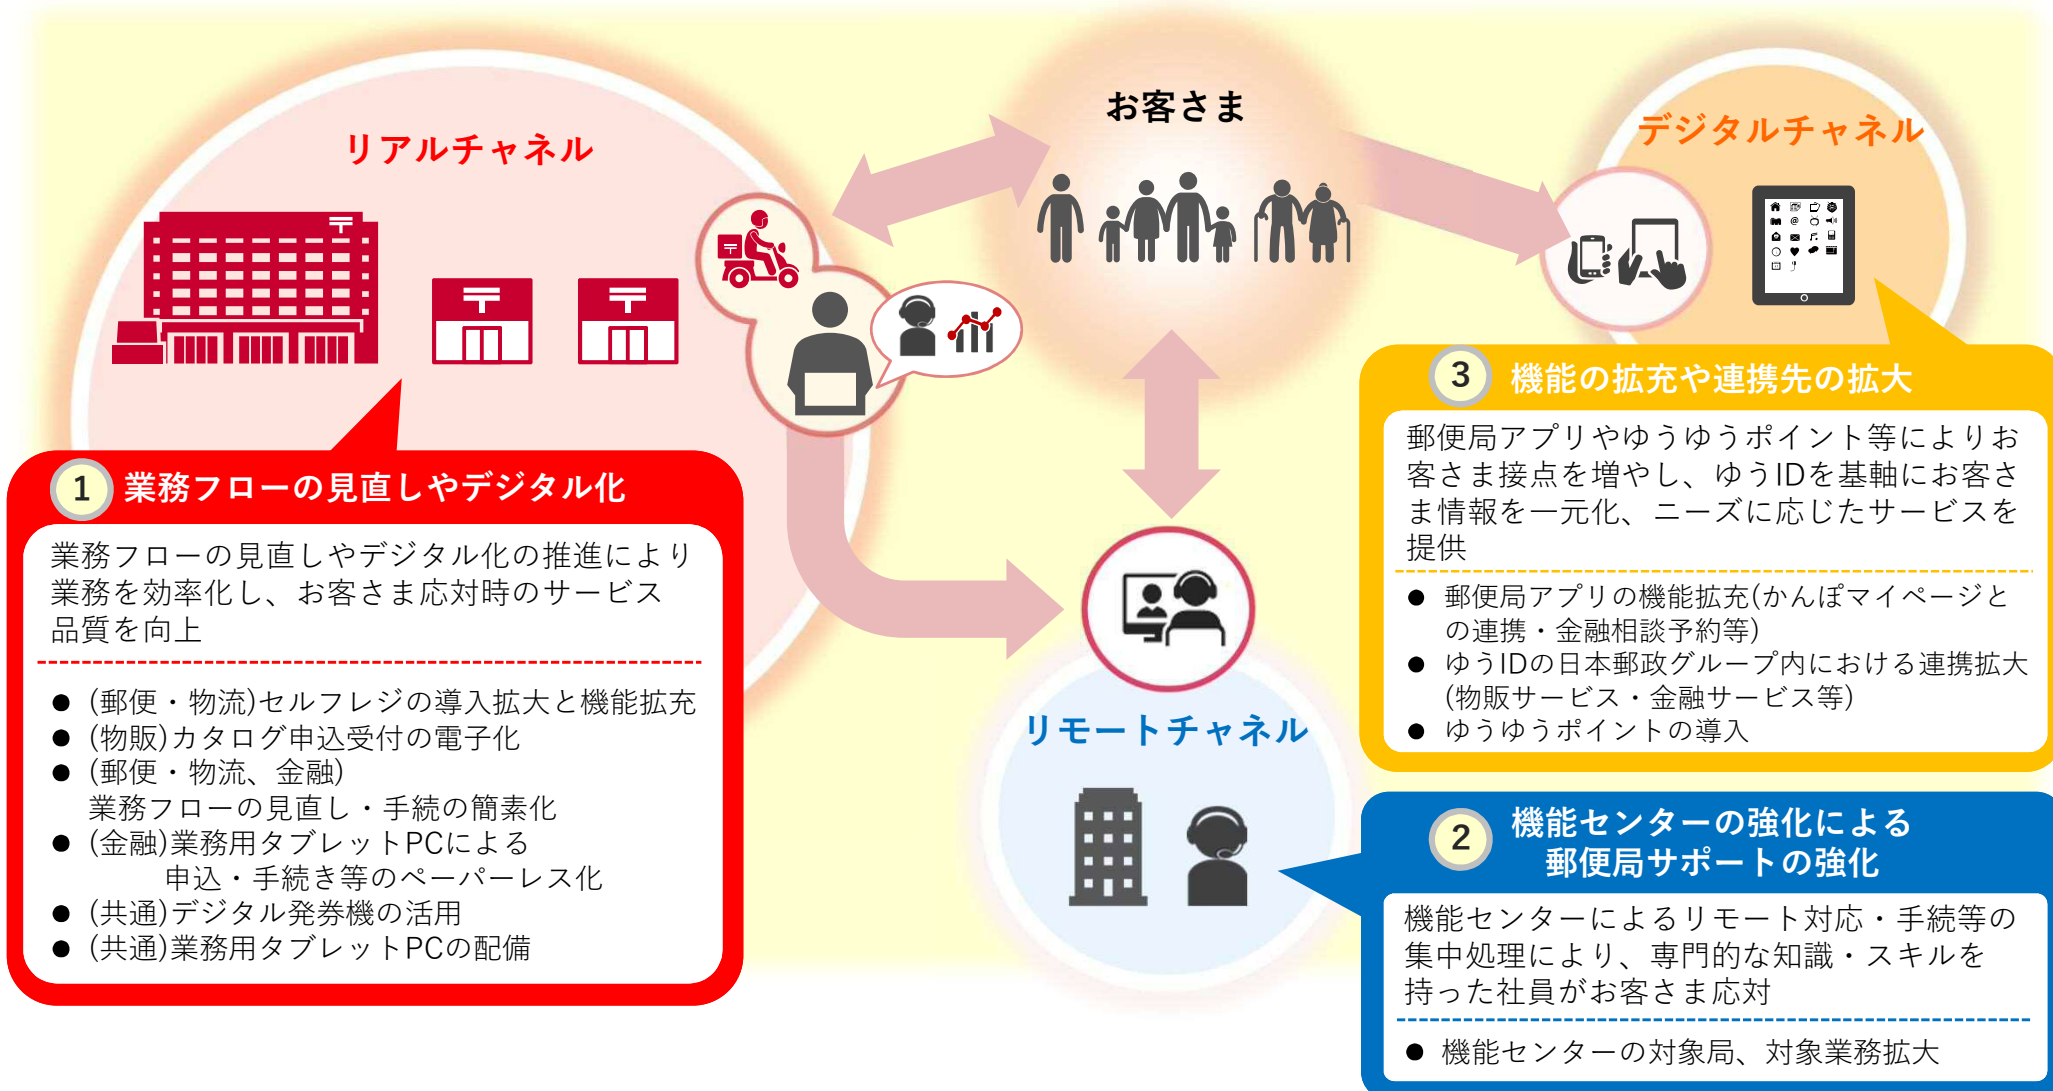 お客さま
リアルチャネル
デジタルチャネル
リモートチャネル
1 業務フローの見直しやデジタル化
業務フローの見直しやデジタル化の推進により
業務を効率化し、お客さま応対時のサービス
品質を向上
● (郵便・物流)セルフレジの導入拡大と機能拡充
● (物販)カタログ申込受付の電子化
● (郵便・物流、金融)
業務フローの見直し・手続の簡素化
● (金融)業務用タブレットPCによる
申込・手続き等のペーパーレス化
● (共通)デジタル発券機の活用
● (共通)業務用タブレットPCの配備
3 機能の拡充や連携先の拡大
郵便局アプリやゆうゆうポイント等によりお
客さま接点を増やし、ゆうIDを基軸にお客さ
ま情報を一元化、ニーズに応じたサービスを
提供
● 郵便局アプリの機能拡充(かんぽマイページと
の連携・金融相談予約等)
● ゆうIDの日本郵政グループ内における連携拡大
(物販サービス・金融サービス等)
● ゆうゆうポイントの導入
2 機能センターの強化による
郵便局サポートの強化
機能センターによるリモート対応・手続等の
集中処理により、専門的な知識・スキルを
持った社員がお客さま応対
● 機能センターの対象局、対象業務拡大